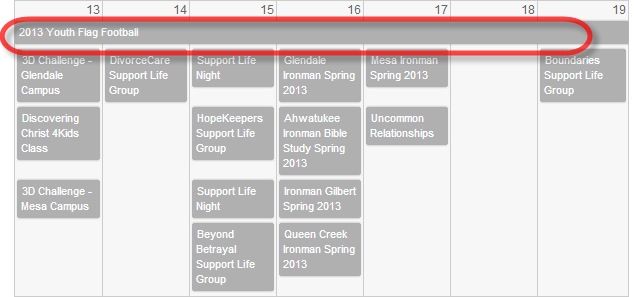 13 14 15 16 17 18 19
2013 Youth Flag Football
3D Challenge -
Glendale
Campus
DivorceCare
Support Life
Group
Support Life
Night
Glendale
Ironman Spring
2013
Mesa Ironman
Spring 2013
Boundaries
Support Life
Group
Discovering
Christ 4Kids
Class
HopeKeepers
Support Life
Group
Ahwatukee
Ironman Bible
Study Spring
2013
Uncommon
Relationships
3D Challenge -
Mesa Campus
Support Life
Night
Ironman Gilbert
Spring 2013
Beyond
Betrayal
Support Life
Group
Queen Creek
Ironman Spring
2013